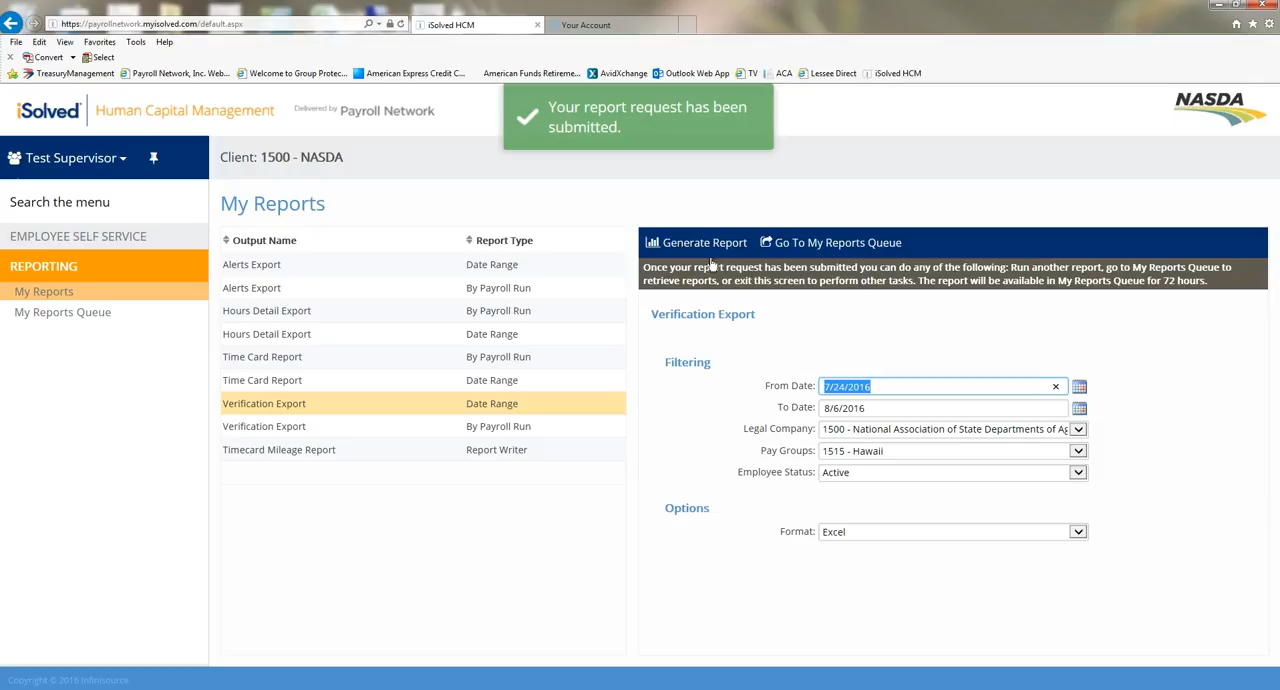 https://payrollnetwork.myisolved.com/default.aspx
iSolved HCM
Your Account
File Edit View Favorites Tools Help
Convert Select
TreasuryManagement Payroll Network, Inc. Web... Welcome to Group Protec... American Express Credit C... American Funds Retireme... AvidXchange Outlook Web App TV ACA Lessee Direct iSolved HCM
iSolved Human Capital Management Delivered by Payroll Network
Your report request has been
submitted.
NASDA
Test Supervisor
Client: 1500 - NASDA
Search the menu
EMPLOYEE SELF SERVICE
REPORTING
My Reports
My Reports Queue
My Reports
Output Name Report Type
Alerts Export Date Range
Alerts Export By Payroll Run
Hours Detail Export By Payroll Run
Hours Detail Export Date Range
Time Card Report By Payroll Run
Time Card Report Date Range
Verification Export Date Range
Verification Export By Payroll Run
Timecard Mileage Report Report Writer
Generate Report Go To My Reports Queue
Once your report request has been submitted you can do any of the following: Run another report, go to My Reports Queue to
retrieve reports, or exit this screen to perform other tasks. The report will be available in My Reports Queue for 72 hours.
Verification Export
Filtering
From Date: 7/24/2016
To Date: 8/6/2016
Legal Company: 1500 - National Association of State Departments of Ag
Pay Groups: 1515 - Hawaii
Employee Status: Active
Options
Format: Excel
Copyright © 2016 Infinisource